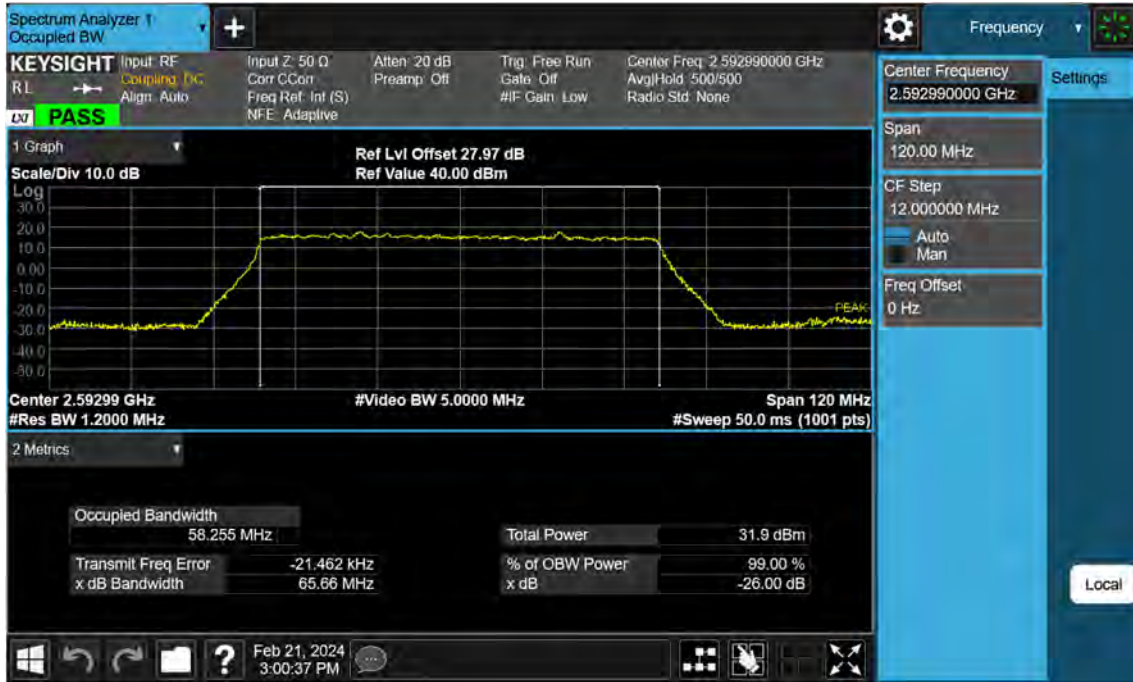 Spectrum Analyzer 1
Occupied BW
+
Frequency
KEYSIGHT
RL
LXI
PASS
Input: RF
Coupling: DC
Align: Auto
Input Z: 50 Ω
Corr CCorr
Freq Ref: Int (S)
NFE: Adaptive
Atten: 20 dB
Preamp: Off
Trig: Free Run
Gate: Off
#IF Gain: Low
Center Freq: 2.592990000 GHz
Avg|Hold: 500/500
Radio Std: None
Center Frequency
2.592990000 GHz
Settings
Span
120.00 MHz
CF Step
12.000000 MHz
Auto
Man
Freq Offset
0 Hz
Local
1 Graph
Scale/Div 10.0 dB
Ref Lvl Offset 27.97 dB
Ref Value 40.00 dBm
Log
30.0
20.0
10.0
0.00
-10.0
-20.0
-30.0
-40.0
-50.0
PEAK
Center 2.59299 GHz
#Video BW 5.0000 MHz
Span 120 MHz
#Res BW 1.2000 MHz
#Sweep 50.0 ms (1001 pts)
2 Metrics
Occupied Bandwidth
58.255 MHz
Total Power 31.9 dBm
Transmit Freq Error -21.462 kHz
% of OBW Power 99.00 %
x dB Bandwidth 65.66 MHz
x dB -26.00 dB
?
Feb 21, 2024
3:00:37 PM